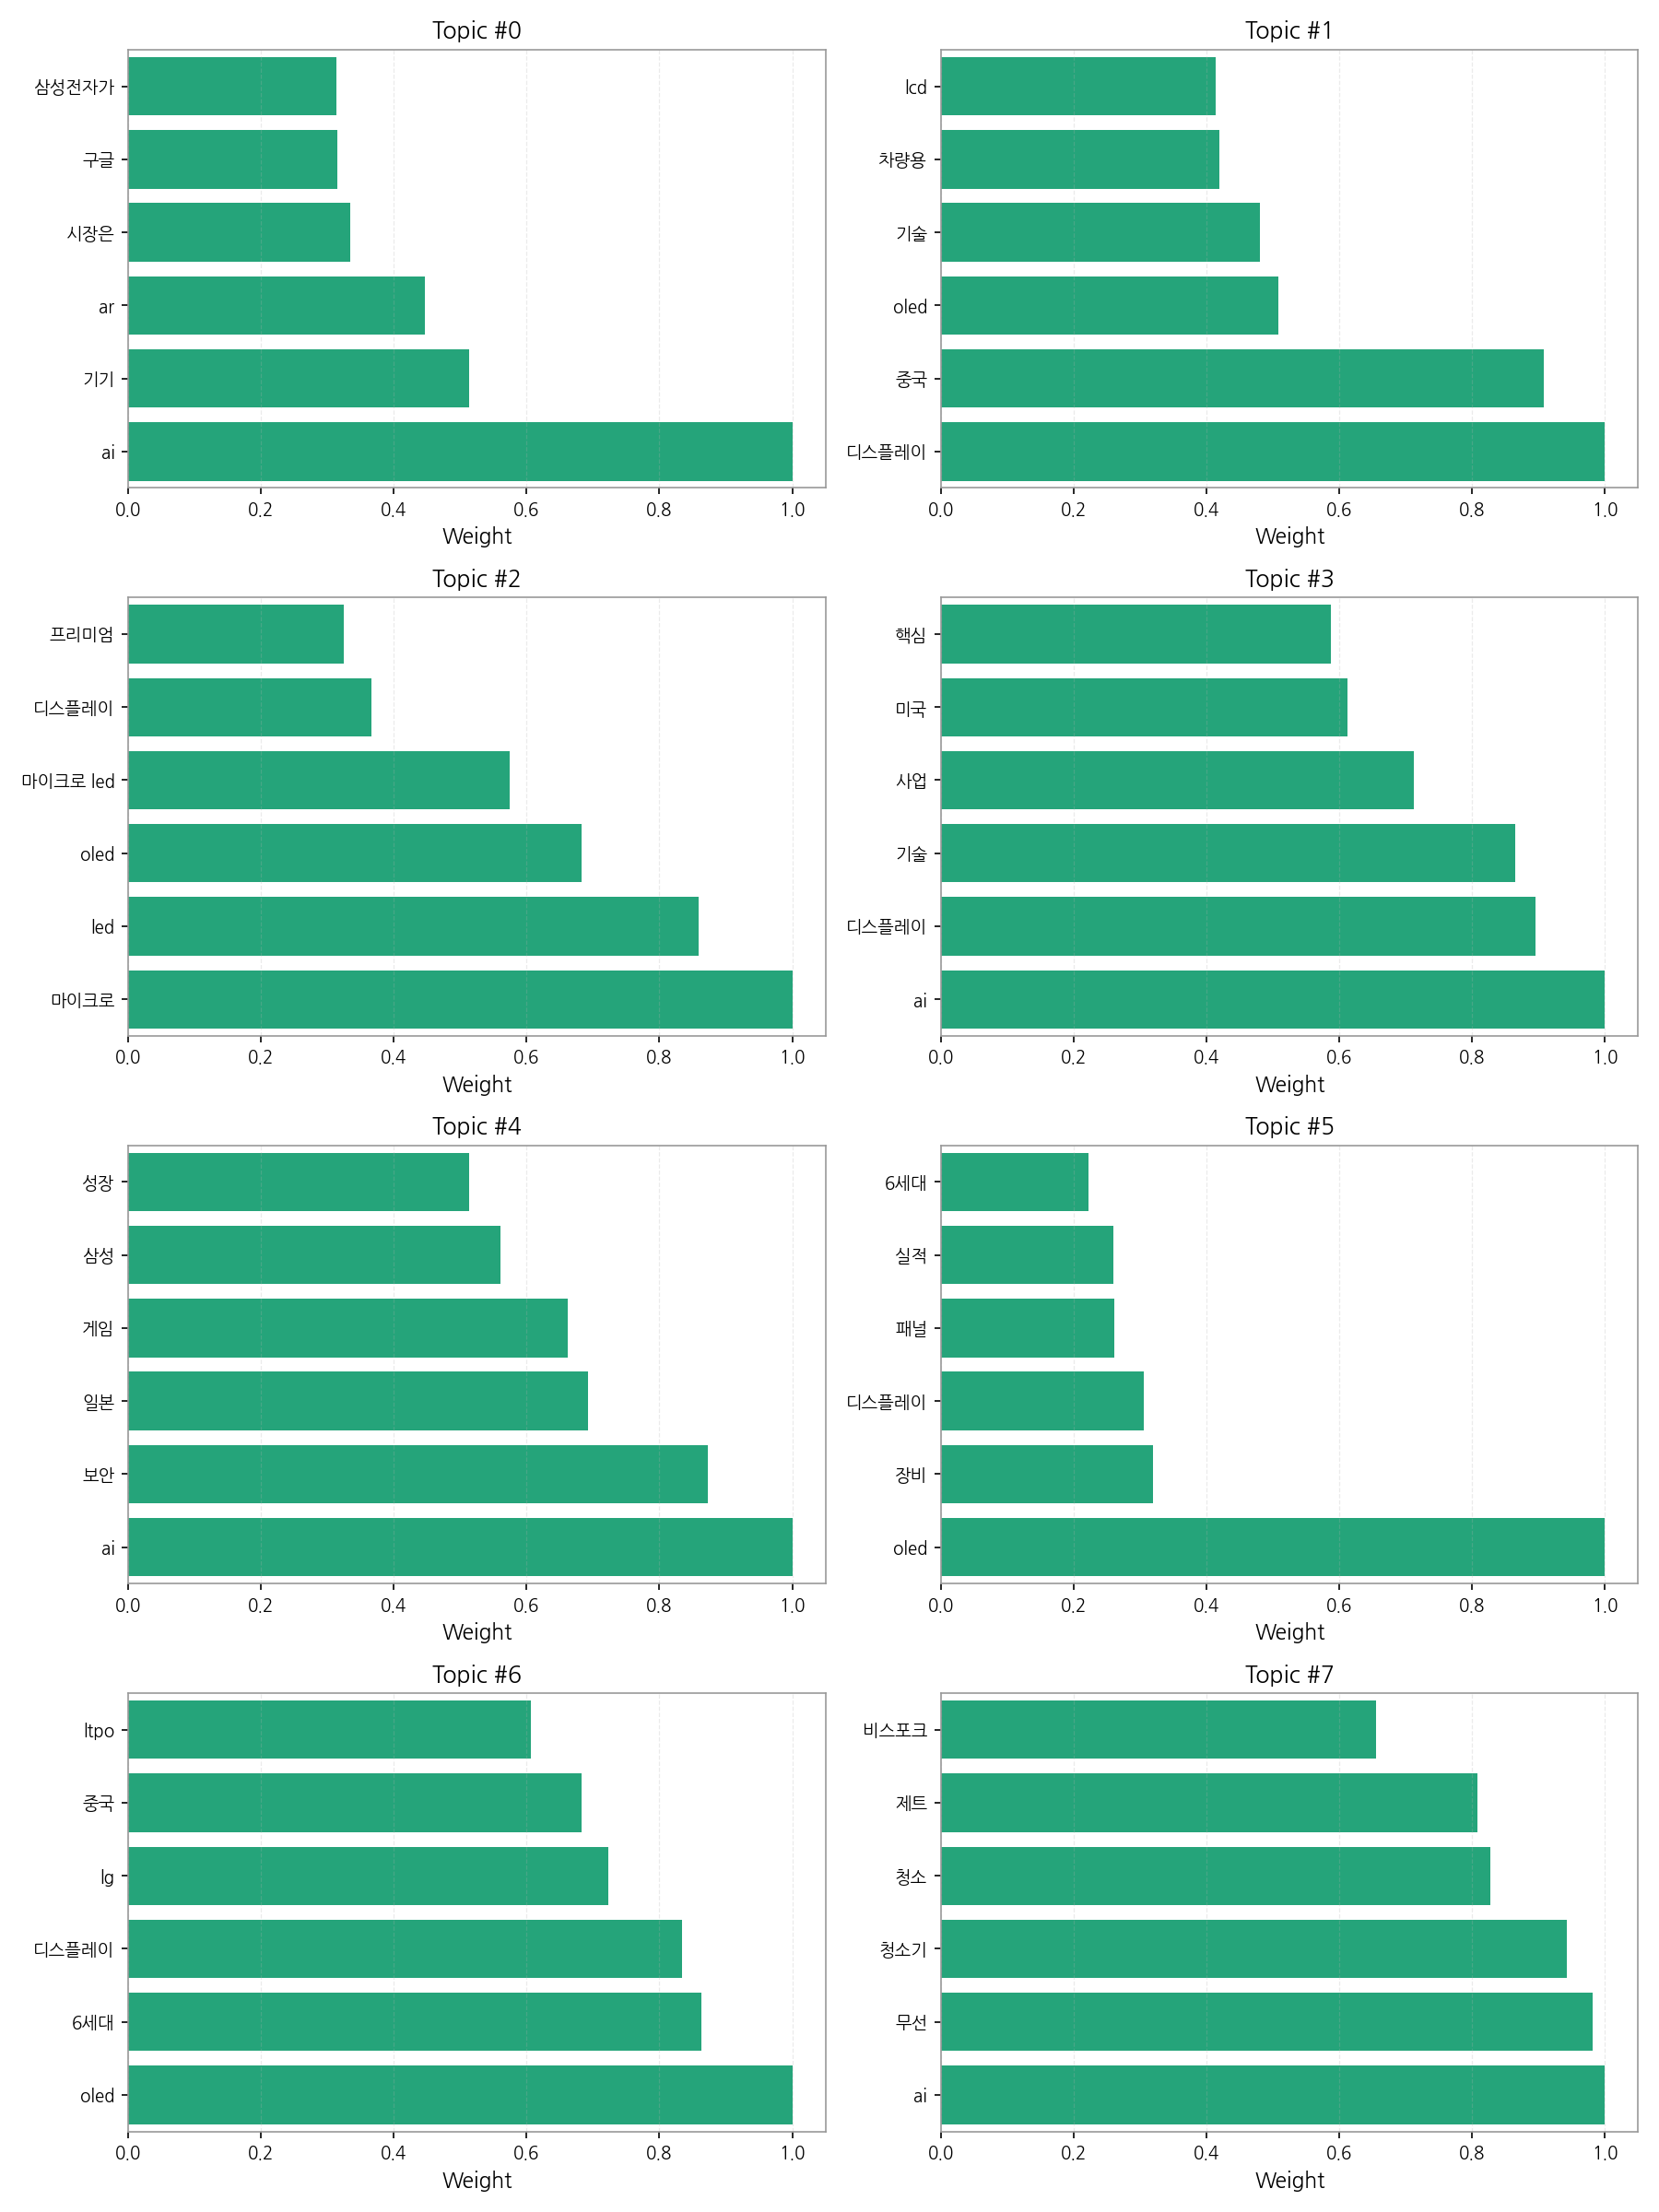 Topic #0
삼성전자가
구글
시장은
ar
기기
ai
0.0 0.2 0.4 0.6 0.8 1.0
Weight
Topic #1
lcd
차량용
기술
oled
중국
디스플레이
0.0 0.2 0.4 0.6 0.8 1.0
Weight
Topic #2
프리미엄
디스플레이
마이크로 led
oled
led
마이크로
0.0 0.2 0.4 0.6 0.8 1.0
Weight
Topic #3
핵심
미국
사업
기술
디스플레이
ai
0.0 0.2 0.4 0.6 0.8 1.0
Weight
Topic #4
성장
삼성
게임
일본
보안
ai
0.0 0.2 0.4 0.6 0.8 1.0
Weight
Topic #5
6세대
실적
패널
디스플레이
장비
oled
0.0 0.2 0.4 0.6 0.8 1.0
Weight
Topic #6
ltpo
중국
lg
디스플레이
6세대
oled
0.0 0.2 0.4 0.6 0.8 1.0
Weight
Topic #7
비스포크
제트
청소
청소기
무선
ai
0.0 0.2 0.4 0.6 0.8 1.0
Weight